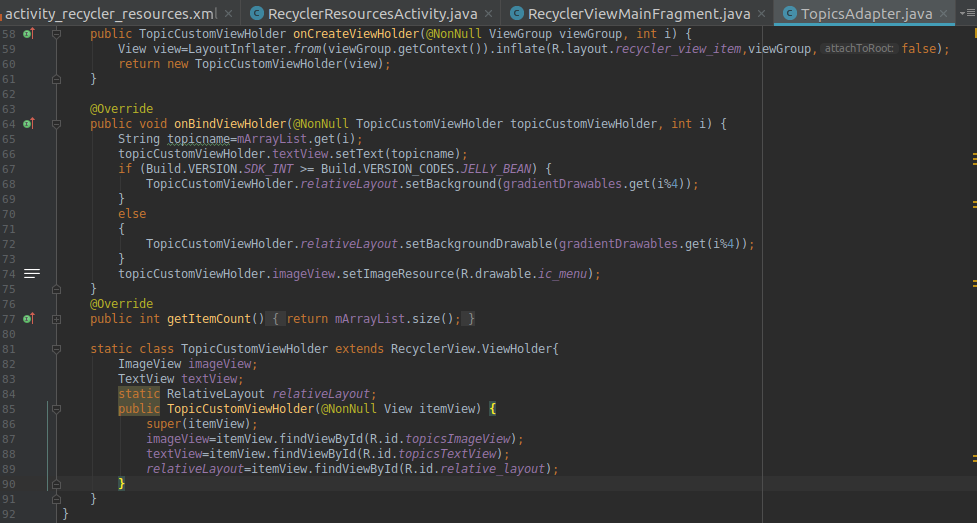 activity_recycler_resources.xml × RecyclerResourcesActivity.java × RecyclerViewMainFragment.java × TopicsAdapter.java ×
58 public TopicCustomViewHolder onCreateViewHolder(@NonNull ViewGroup viewGroup, int i) {
59 View view=LayoutInflater.from(viewGroup.getContext()).inflate(R.layout.recycler_view_item,viewGroup, attachToRoot: false);
60 return new TopicCustomViewHolder(view);
61 }
62
63 @Override
64 public void onBindViewHolder(@NonNull TopicCustomViewHolder topicCustomViewHolder, int i) {
65 String topicname=mArrayList.get(i);
66 topicCustomViewHolder.textView.setText(topicname);
67 if (Build.VERSION.SDK_INT >= Build.VERSION_CODES.JELLY_BEAN) {
68 TopicCustomViewHolder.relativeLayout.setBackground(gradientDrawables.get(i%4));
69 }
70 else
71 {
72 TopicCustomViewHolder.relativeLayout.setBackgroundDrawable(gradientDrawables.get(i%4));
73 }
74 topicCustomViewHolder.imageView.setImageResource(R.drawable.ic_menu);
75 }
76 @Override
77 public int getItemCount() { return mArrayList.size(); }
80
81 static class TopicCustomViewHolder extends RecyclerView.ViewHolder{
82 ImageView imageView;
83 TextView textView;
84 static RelativeLayout relativeLayout;
85 public TopicCustomViewHolder(@NonNull View itemView) {
86 super(itemView);
87 imageView=itemView.findViewById(R.id.topicsImageView);
88 textView=itemView.findViewById(R.id.topicsTextView);
89 relativeLayout=itemView.findViewById(R.id.relative_layout);
90 }
91 }
92 }